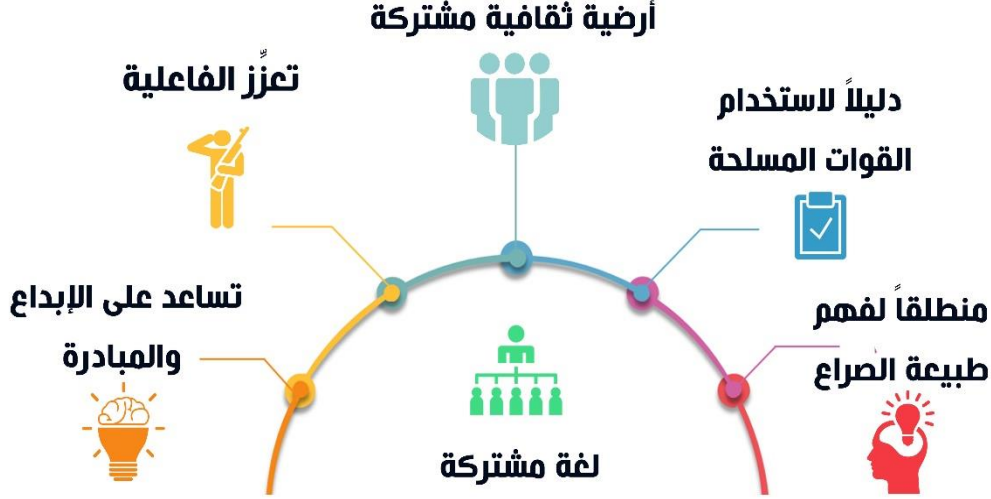 أرضية ثقافية مشتركة
تعزِّز الفاعلية
دليلاً لاستخدام
القوات المسلحة
تساعد على الإبداع
والمبادرة
منطلقاً لفهم
طبيعة الصراع
لغة مشتركة